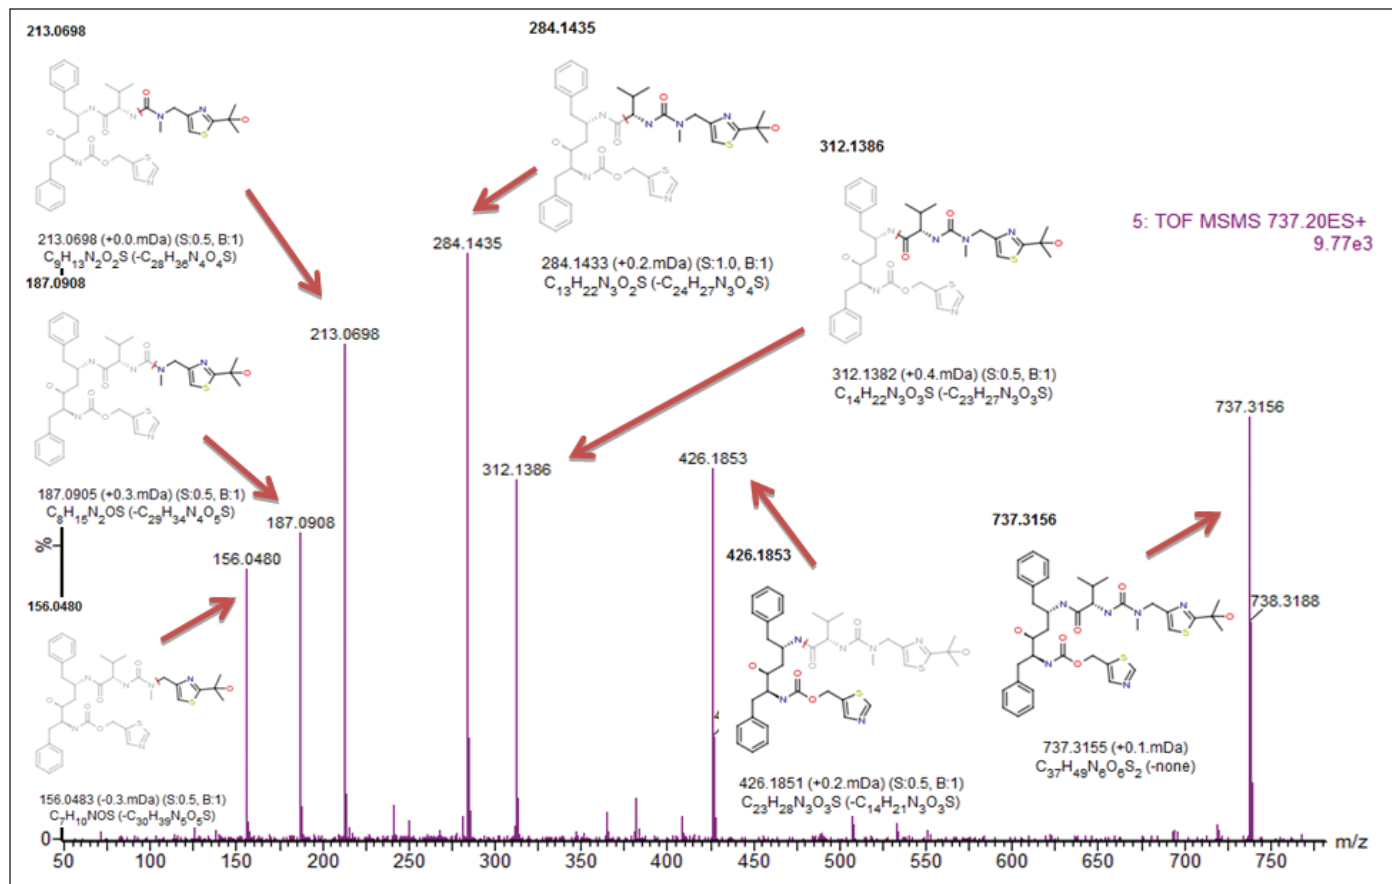 213.0698
213.0698 (+0.0.mDa) (S:0.5, B:1)
C9H13N2O2S (-C28H36N4O4S)
187.0908
187.0905 (+0.3.mDa) (S:0.5, B:1)
C8H15N2OS (-C29H34N4O5S)
%
156.0480
156.0483 (-0.3.mDa) (S:0.5, B:1)
C7H10NOS (-C30H39N5O5S)
284.1435
284.1433 (+0.2.mDa) (S:1.0, B:1)
C13H22N3O2S (-C24H27N3O4S)
312.1386
312.1382 (+0.4.mDa) (S:0.5, B:1)
C14H22N3O3S (-C23H27N3O3S)
5: TOF MSMS 737.20ES+
9.77e3
426.1853
426.1851 (+0.2.mDa) (S:0.5, B:1)
C23H28N3O3S (-C14H21N3O3S)
737.3156
737.3155 (+0.1.mDa)
C37H49N6O6S2 (-none)
156.0480
187.0908
213.0698
284.1435
312.1386
426.1853
737.3156
738.3188
0
50 100 150 200 250 300 350 400 450 500 550 600 650 700 750 m/z